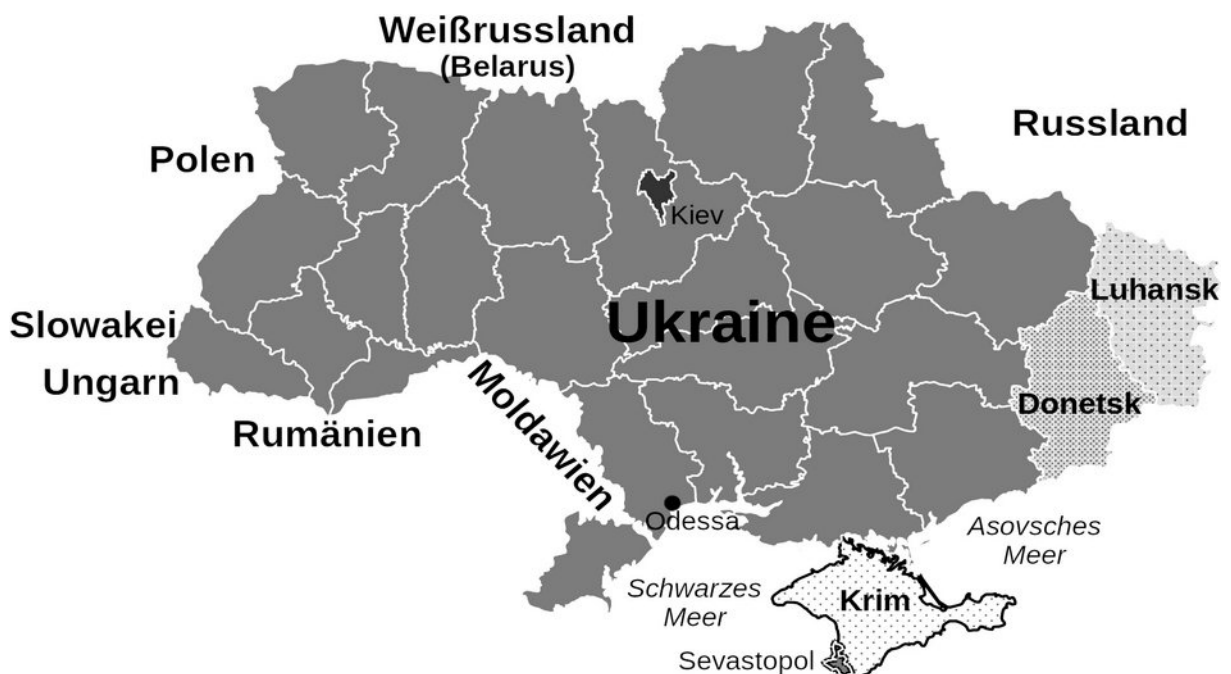 Weißrussland
(Belarus)
Russland
Polen
Kiev
Luhansk
Slowakei
Ukraine
Ungarn
Moldawien
Donetsk
Rumänien
Odessa
Asovsches
Meer
Schwarzes
Meer
Krim
Sevastopol